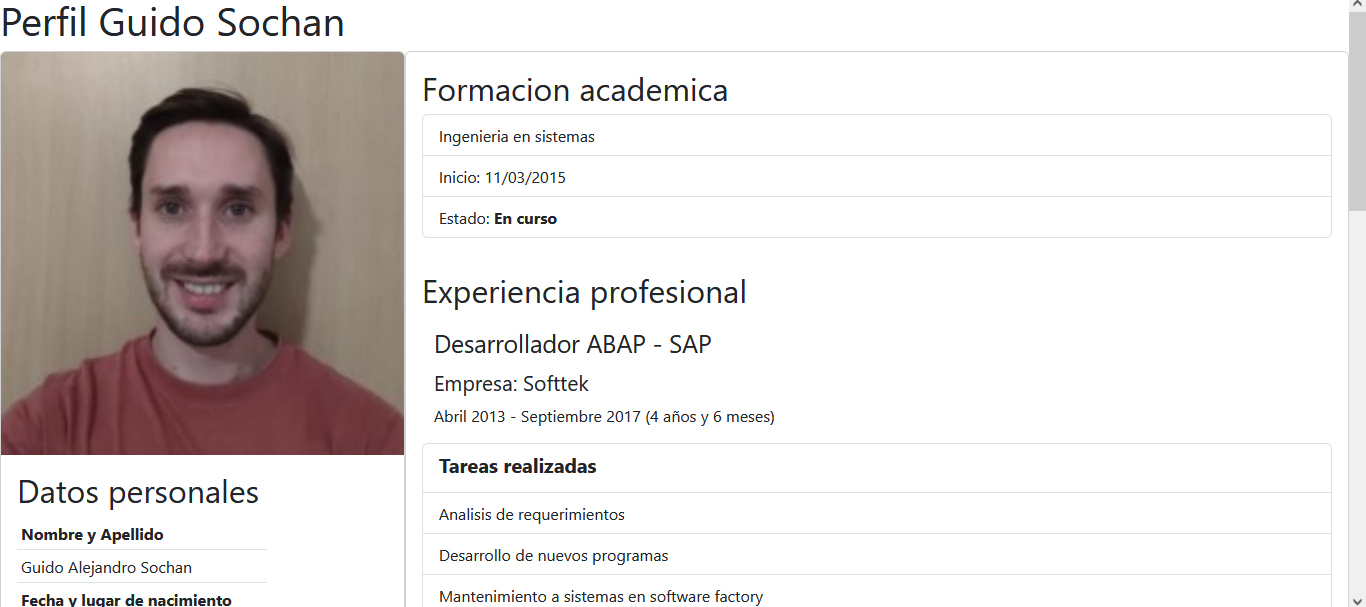 Perfil Guido Sochan
Formacion academica
Ingenieria en sistemas
Inicio: 11/03/2015
Estado: En curso
Experiencia profesional
Desarrollador ABAP - SAP
Empresa: Softtek
Abril 2013 - Septiembre 2017 (4 años y 6 meses)
Tareas realizadas
Analisis de requerimientos
Desarrollo de nuevos programas
Mantenimiento a sistemas en software factory
Datos personales
Nombre y Apellido
Guido Alejandro Sochan
Fecha y lugar de nacimiento